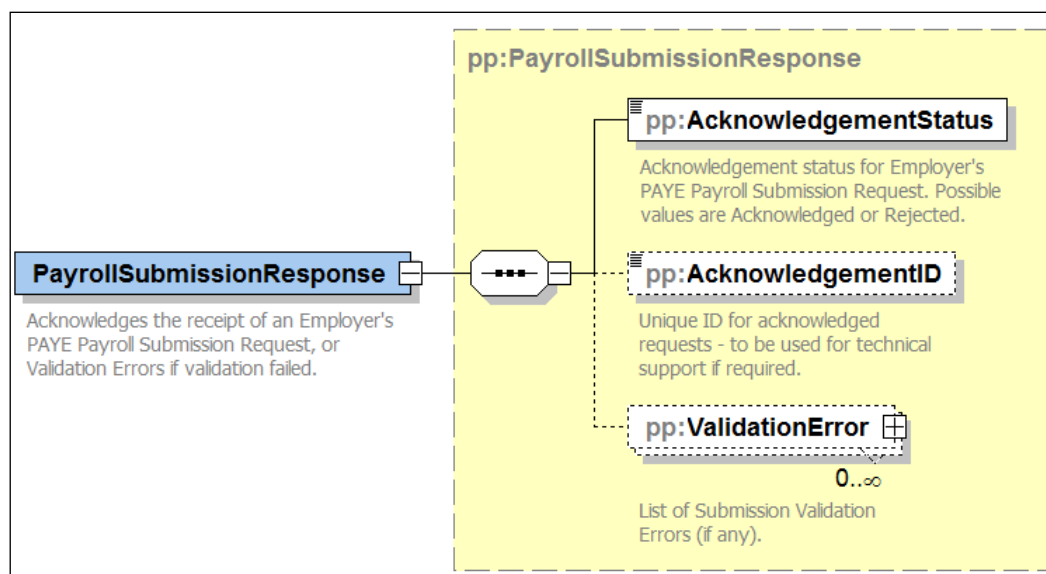 pp:PayrollSubmissionResponse
pp:AcknowledgementStatus
Acknowledgement status for Employer's
PAYE Payroll Submission Request. Possible
values are Acknowledged or Rejected.
PayrollSubmissionResponse
Acknowledges the receipt of an Employer's
PAYE Payroll Submission Request, or
Validation Errors if validation failed.
pp:AcknowledgementID
Unique ID for acknowledged
requests - to be used for technical
support if required.
pp:ValidationError
0..∞
List of Submission Validation
Errors (if any).